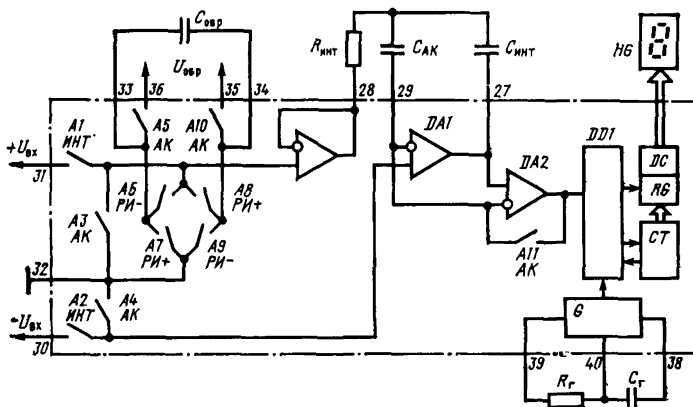 Cобр
Rинт
CАК
Cинт
HG
Uобр
33 36 35 34 28 29 27
A1 ИНТ
A5 АК
A10 АК
DA1
DA2
DD1
DC
RG
CT
+Uвх
31
A6 РИ-
A8 РИ+
A3 АК
A7 РИ+
A9 РИ-
A11 АК
32
A2 ИНТ
A4 АК
-Uвх
30
G
39 40 38
Rг
Cг